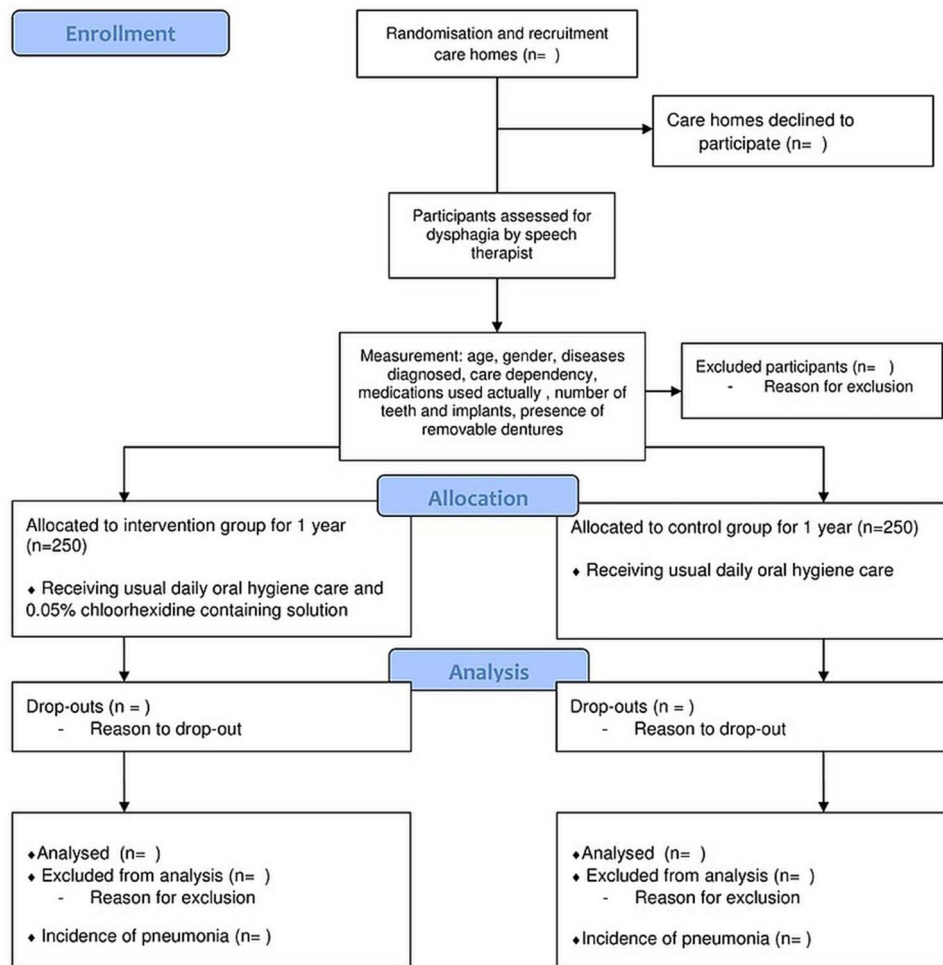 Enrollment
Randomisation and recruitment
care homes (n=  )
Care homes declined to
participate (n=  )
Participants assessed for
dysphagia by speech
therapist
Measurement: age, gender, diseases
diagnosed, care dependency,
medications used actually , number of
teeth and implants, presence of
removable dentures
Excluded participants (n=  )
-    Reason for exclusion
Allocation
Allocated to intervention group for 1 year
(n=250)
♦ Receiving usual daily oral hygiene care and
0.05% chloorhexidine containing solution
Allocated to control group for 1 year (n=250)
♦ Receiving usual daily oral hygiene care
Analysis
Drop-outs (n = )
-    Reason to drop-out
Drop-outs (n = )
-    Reason to drop-out
♦Analysed  (n=  )
♦ Excluded from analysis (n=  )
-    Reason for exclusion
♦ Incidence of pneumonia (n=  )
♦Analysed  (n=  )
♦ Excluded from analysis (n=  )
-    Reason for exclusion
♦Incidence of pneumonia (n=  )